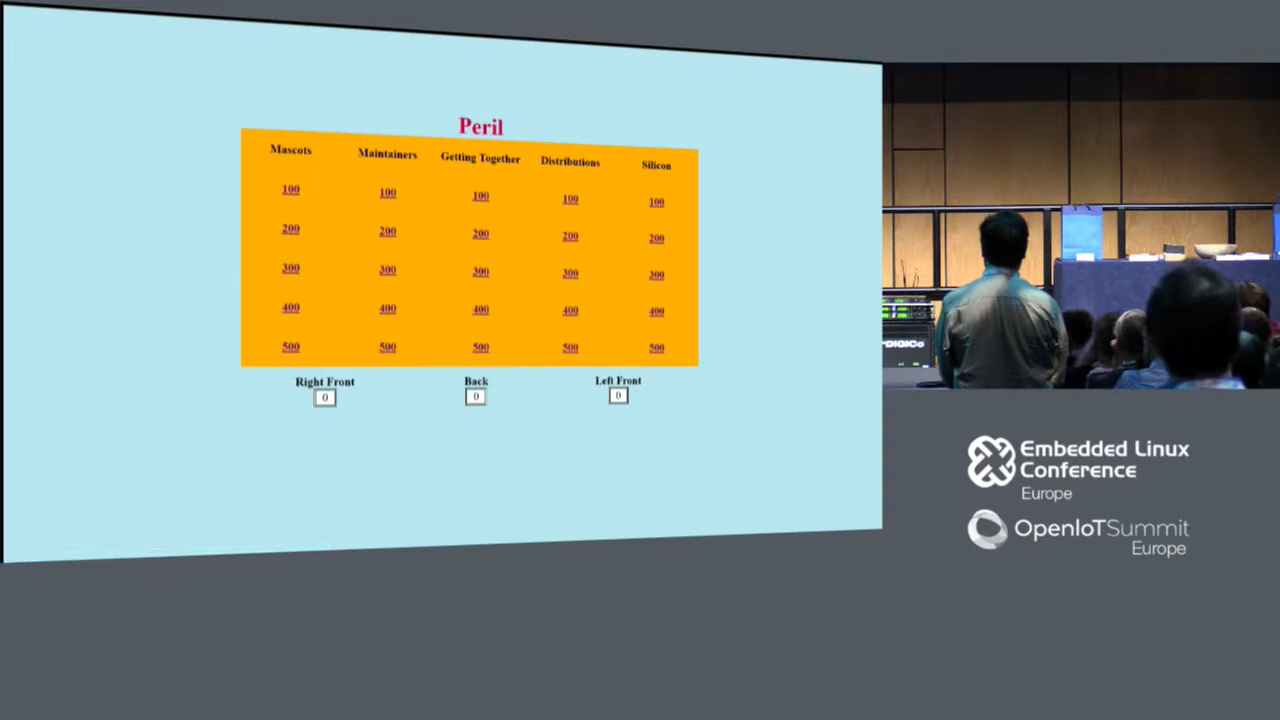 Peril
Mascots Maintainers Getting Together Distributions Silicon
100 100 100 100 100
200 200 200 200 200
300 300 300 300 300
400 400 400 400 400
500 500 500 500 500
Right Front Back Left Front
0 0 0
DiGiCo
Embedded Linux
Conference
Europe
OpenIoTSummit
Europe